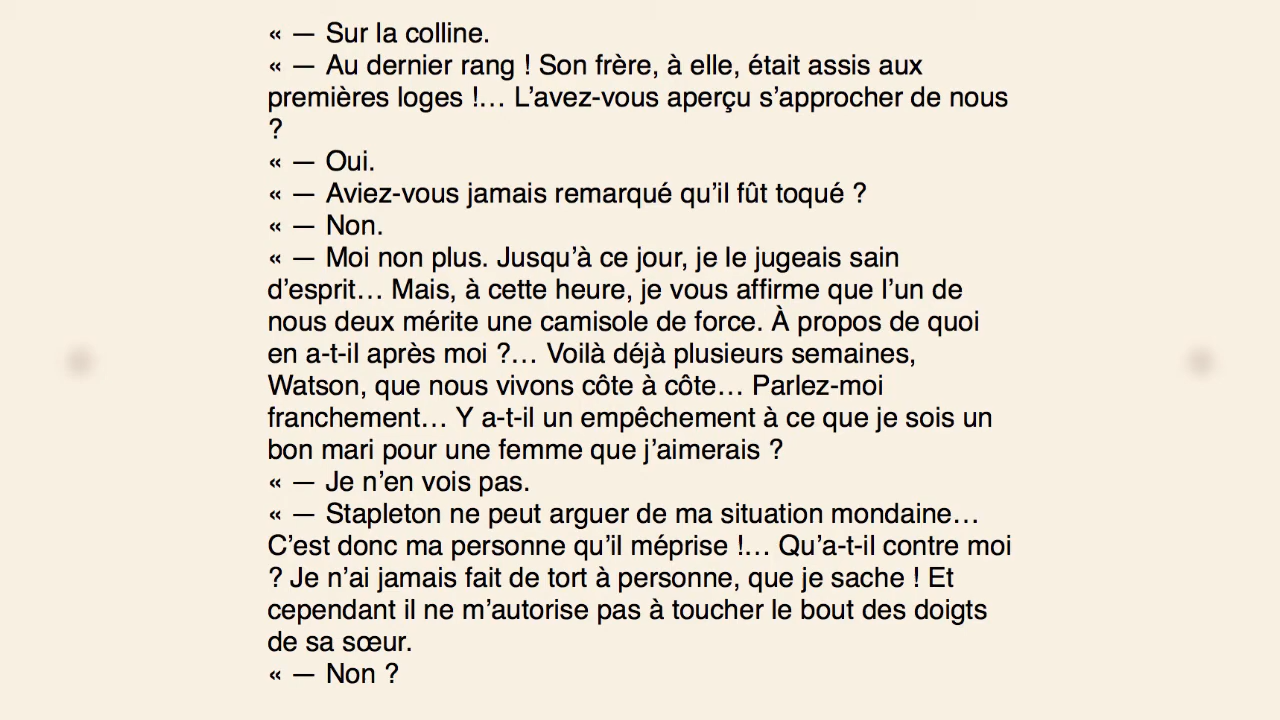 « — Sur la colline.
« — Au dernier rang ! Son frère, à elle, était assis aux
premières loges !… L’avez-vous aperçu s’approcher de nous
?
« — Oui.
« — Aviez-vous jamais remarqué qu’il fût toqué ?
« — Non.
« — Moi non plus. Jusqu’à ce jour, je le jugeais sain
d’esprit… Mais, à cette heure, je vous affirme que l’un de
nous deux mérite une camisole de force. À propos de quoi
en a-t-il après moi ?… Voilà déjà plusieurs semaines,
Watson, que nous vivons côte à côte… Parlez-moi
franchement… Y a-t-il un empêchement à ce que je sois un
bon mari pour une femme que j’aimerais ?
« — Je n’en vois pas.
« — Stapleton ne peut arguer de ma situation mondaine…
C’est donc ma personne qu’il méprise !… Qu’a-t-il contre moi
? Je n’ai jamais fait de tort à personne, que je sache ! Et
cependant il ne m’autorise pas à toucher le bout des doigts
de sa sœur.
« — Non ?